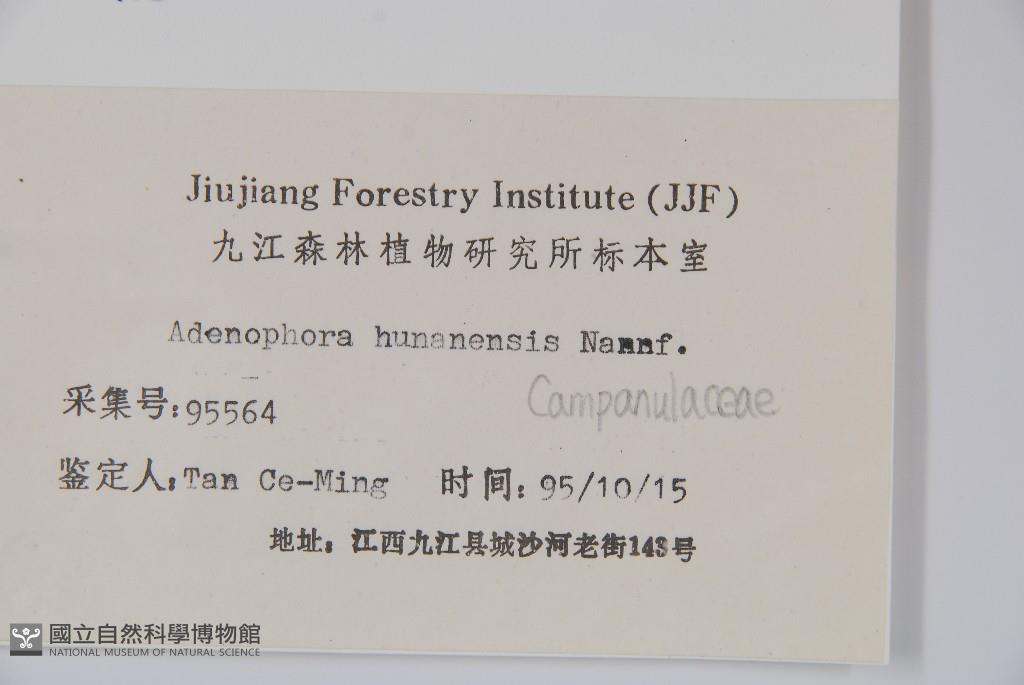 Jiujiang Forestry Institute (JJF)
九江森林植物研究所标本室
Adenophora hunanensis Nannf.
Campanulaceae
采集号:95564
鉴定人:Tan Ce-Ming 时间:95/10/15
地址:江西九江县城沙河老街143号
國立自然科學博物館
NATIONAL MUSEUM OF NATURAL SCIENCE